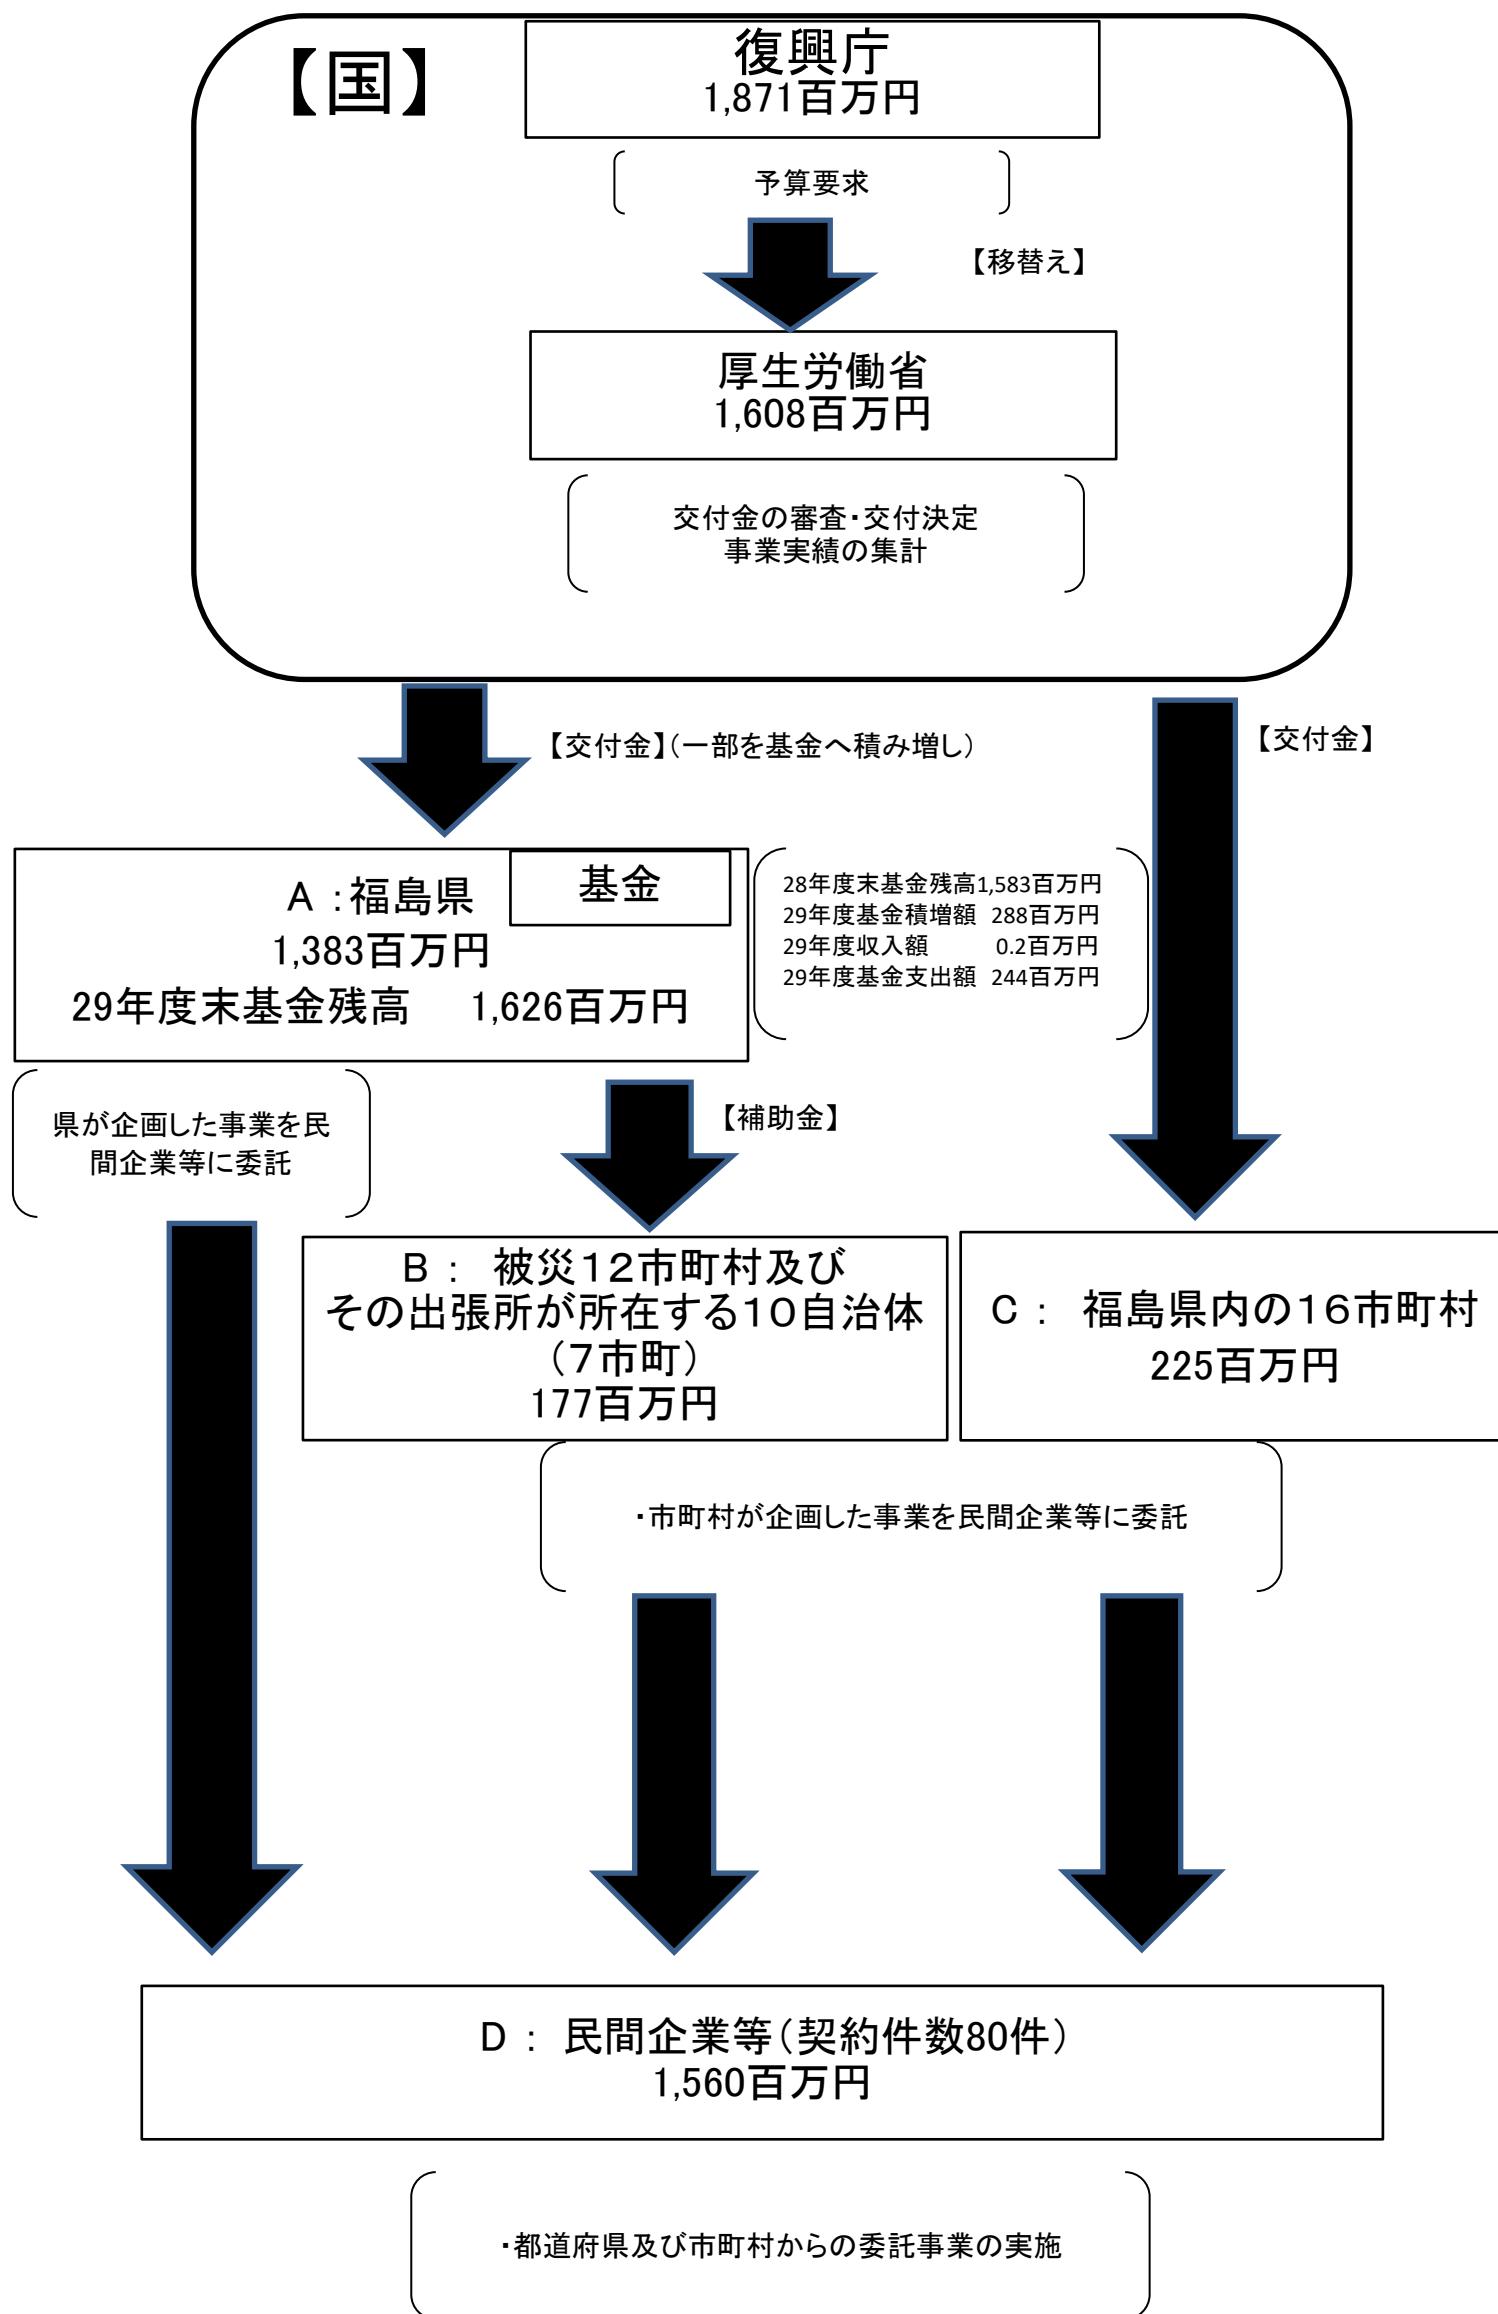 【国】
復興庁
1,871百万円
予算要求
【移替え】
厚生労働省
1,608百万円
交付金の審査・交付決定
事業実績の集計
【交付金】(一部を基金へ積み増し)
【交付金】
A :福島県
基金
1,383百万円
29年度末基金残高 1,626百万円
28年度末基金残高1,583百万円
29年度基金積増額 288百万円
29年度収入額 0.2百万円
29年度基金支出額 244百万円
県が企画した事業を民
間企業等に委託
【補助金】
B: 被災12市町村及び
その出張所が所在する10自治体
(7市町)
177百万円
C: 福島県内の16市町村
225百万円
・市町村が企画した事業を民間企業等に委託
D: 民間企業等(契約件数80件)
1,560百万円
・都道府県及び市町村からの委託事業の実施